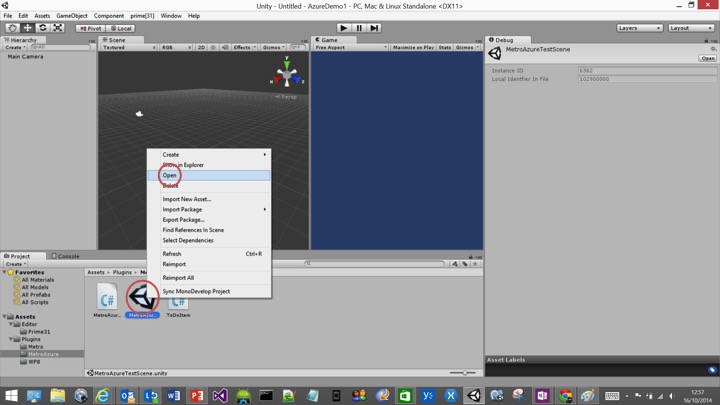 Unity - Untitled - AzureDemo1 - PC, Mac & Linux Standalone <DX11>
File Edit Assets GameObject Component prime[31] Window Help
Pivot Local Layers Layout
Hierarchy Scene Game Debug
Create All
Textured RGB 2D Effects Gizmos
Free Aspect Maximize on Play Stats Gizmos
Main Camera
MetroAzureTestScene
Open
Instance ID 6362
Local Identfier In File 102900000
y
Persp
Create
Show in Explorer
Open
Delete
Import New Asset...
Import Package
Export Package...
Find References In Scene
Select Dependencies
Refresh Ctrl+R
Reimport
Reimport All
Sync MonoDevelop Project
Project Console
Create
Favorites
All Materials
All Models
All Prefabs
All Scripts
Assets
Editor
Prime31
Plugins
Metro
MetroAzure
WP8
Assets Plugins
C#
C#
MetroAzur...
MetroAzur...
ToDoItem
MetroAzureTestScene.unity
Asset Labels
12:57
16/10/2014